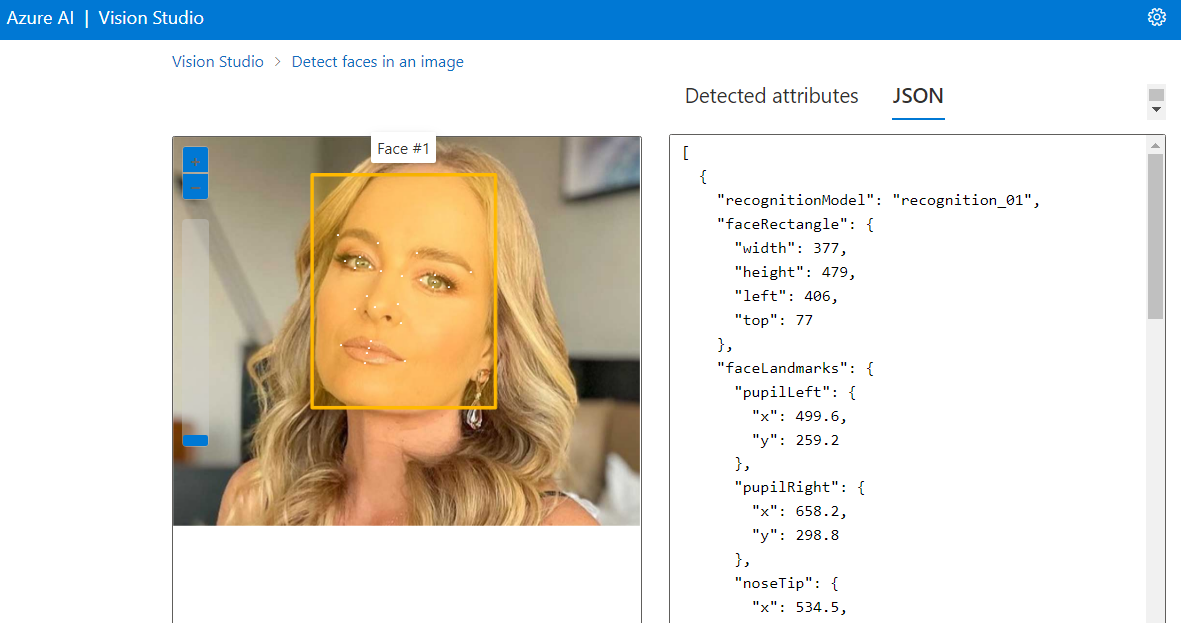 Azure AI | Vision Studio
Vision Studio > Detect faces in an image
Detected attributes JSON
Face #1
+
−
[
{
"recognitionModel": "recognition_01",
"faceRectangle": {
"width": 377,
"height": 479,
"left": 406,
"top": 77
},
"faceLandmarks": {
"pupilLeft": {
"x": 499.6,
"y": 259.2
},
"pupilRight": {
"x": 658.2,
"y": 298.8
},
"noseTip": {
"x": 534.5,